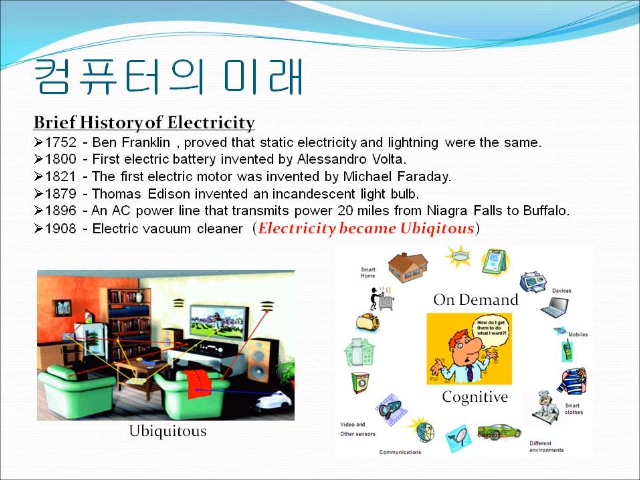 컴퓨터의 미래
Brief History of Electricity
➢1752 - Ben Franklin , proved that static electricity and lightning were the same.
➢1800 - First electric battery invented by Alessandro Volta.
➢1821 - The first electric motor was invented by Michael Faraday.
➢1879 - Thomas Edison invented an incandescent light bulb.
➢1896 - An AC power line that transmits power 20 miles from Niagra Falls to Buffalo.
➢1908 - Electric vacuum cleaner (Electricity became Ubiqitous)
Smart
Home
On Demand
Devices
How do I get
them to do
what I want?!
Mobiles
Cognitive
Smart
clothes
Video and
Other sensors
Communications
Different
environments
Ubiquitous